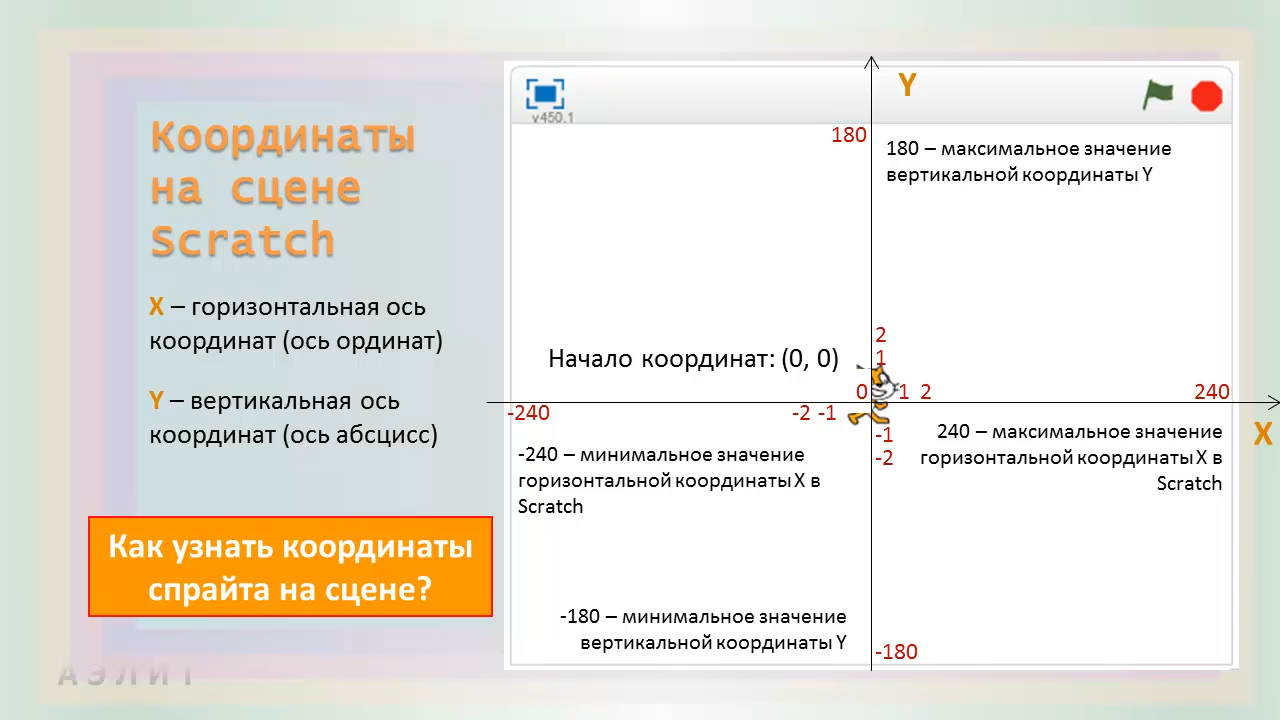 Координаты
на сцене
Scratch
X – горизонтальная ось
координат (ось ординат)
Y – вертикальная ось
координат (ось абсцисс)
Как узнать координаты
спрайта на сцене?
v450.1
Y
180
180 – максимальное значение
вертикальной координаты Y
2
1
Начало координат: (0, 0)
0 1 2 240
-240 -2 -1
X
-1
-2
240 – максимальное значение
горизонтальной координаты X в
Scratch
-240 – минимальное значение
горизонтальной координаты X в
Scratch
-180 – минимальное значение
вертикальной координаты Y
-180